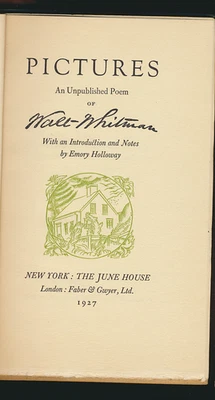 PICTURES
An Unpublished Poem
OF
Walt Whitman
With an Introduction and Notes
by Emory Holloway
NEW YORK : THE JUNE HOUSE
London : Faber & Gwyer, Ltd.
1927